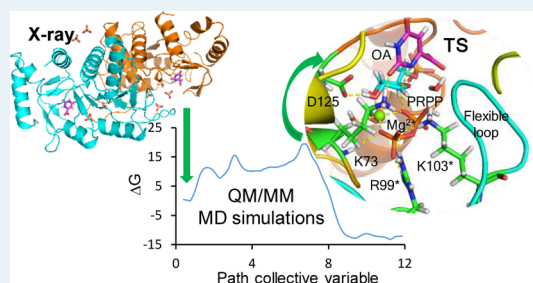 X-ray
OA
TS
D125
PRPP
Mg2+
Flexible
loop
K73
K103*
R99*
25
15
5
-5
-15
ΔG
QM/MM
MD simulations
0
4
8
12
Path collective variable